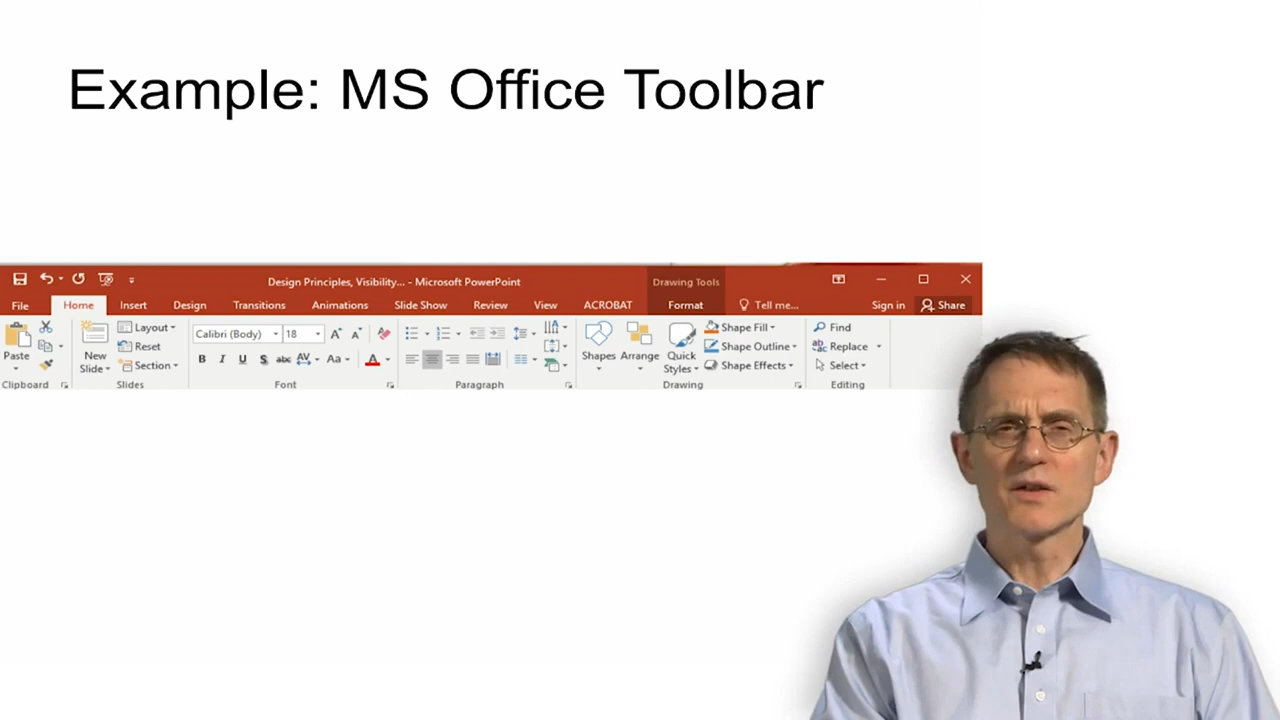 Example: MS Office Toolbar
Design Principles, Visibility... - Microsoft PowerPoint
Drawing Tools
File Home Insert Design Transitions Animations Slide Show Review View ACROBAT Format Tell me... Sign in Share
Layout Calibri (Body) 18 Shape Fill Find
Paste New Reset Shapes Arrange Quick Shape Outline Replace
Slide Section B I U S abc AV Aa A Styles Shape Effects Select
Clipboard Slides Font Paragraph Drawing Editing